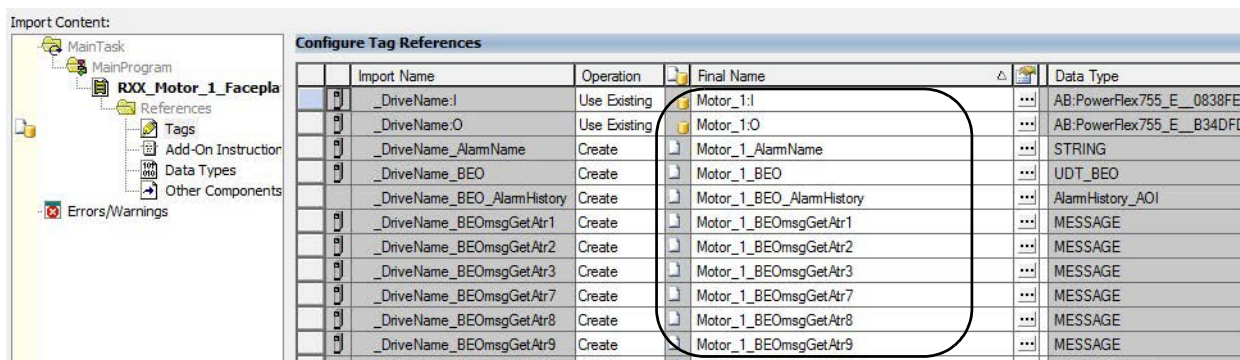 Import Content:
MainTask
MainProgram
RXX_Motor_1_Facepla
References
Tags
Add-On Instruction
Data Types
Other Components
Errors/Warnings
Configure Tag References
Import Name Operation Final Name Data Type
_DriveName:I Use Existing Motor_1:I ... AB:PowerFlex755_E__0838FE
_DriveName:O Use Existing Motor_1:O ... AB:PowerFlex755_E__B34DFD
_DriveName_AlarmName Create Motor_1_AlarmName ... STRING
_DriveName_BEO Create Motor_1_BEO ... UDT_BEO
_DriveName_BEO_AlarmHistory Create Motor_1_BEO_AlarmHistory ... AlarmHistory_AOI
_DriveName_BEOmsgGetAtr1 Create Motor_1_BEOmsgGetAtr1 ... MESSAGE
_DriveName_BEOmsgGetAtr2 Create Motor_1_BEOmsgGetAtr2 ... MESSAGE
_DriveName_BEOmsgGetAtr3 Create Motor_1_BEOmsgGetAtr3 ... MESSAGE
_DriveName_BEOmsgGetAtr7 Create Motor_1_BEOmsgGetAtr7 ... MESSAGE
_DriveName_BEOmsgGetAtr8 Create Motor_1_BEOmsgGetAtr8 ... MESSAGE
_DriveName_BEOmsgGetAtr9 Create Motor_1_BEOmsgGetAtr9 ... MESSAGE